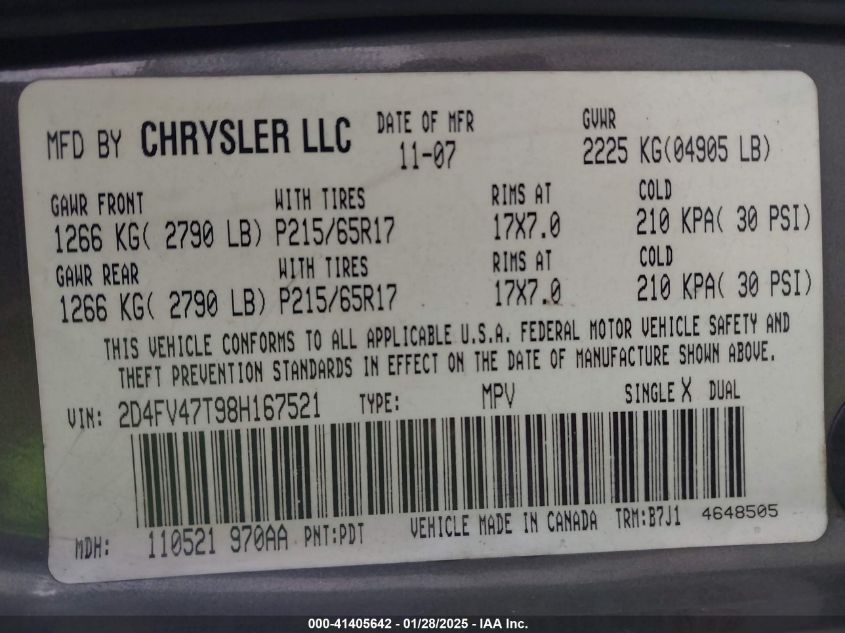 MFD BY CHRYSLER LLC DATE OF MFR GVWR
11-07 2225 KG(04905 LB)
GAWR FRONT WITH TIRES RIMS AT COLD
1266 KG( 2790 LB) P215/65R17 17X7.0 210 KPA( 30 PSI)
GAWR REAR WITH TIRES RIMS AT COLD
1266 KG( 2790 LB) P215/65R17 17X7.0 210 KPA( 30 PSI)
THIS VEHICLE CONFORMS TO ALL APPLICABLE U.S.A. FEDERAL MOTOR VEHICLE SAFETY AND
THEFT PREVENTION STANDARDS IN EFFECT ON THE DATE OF MANUFACTURE SHOWN ABOVE.
VIN: 2D4FV47T98H167521 TYPE: MPV SINGLE X DUAL
MDH: 110521 970AA PNT:PDT VEHICLE MADE IN CANADA TRM:B7J1 4648505
000-41405642 / 01/28/2025 - IAA Inc.